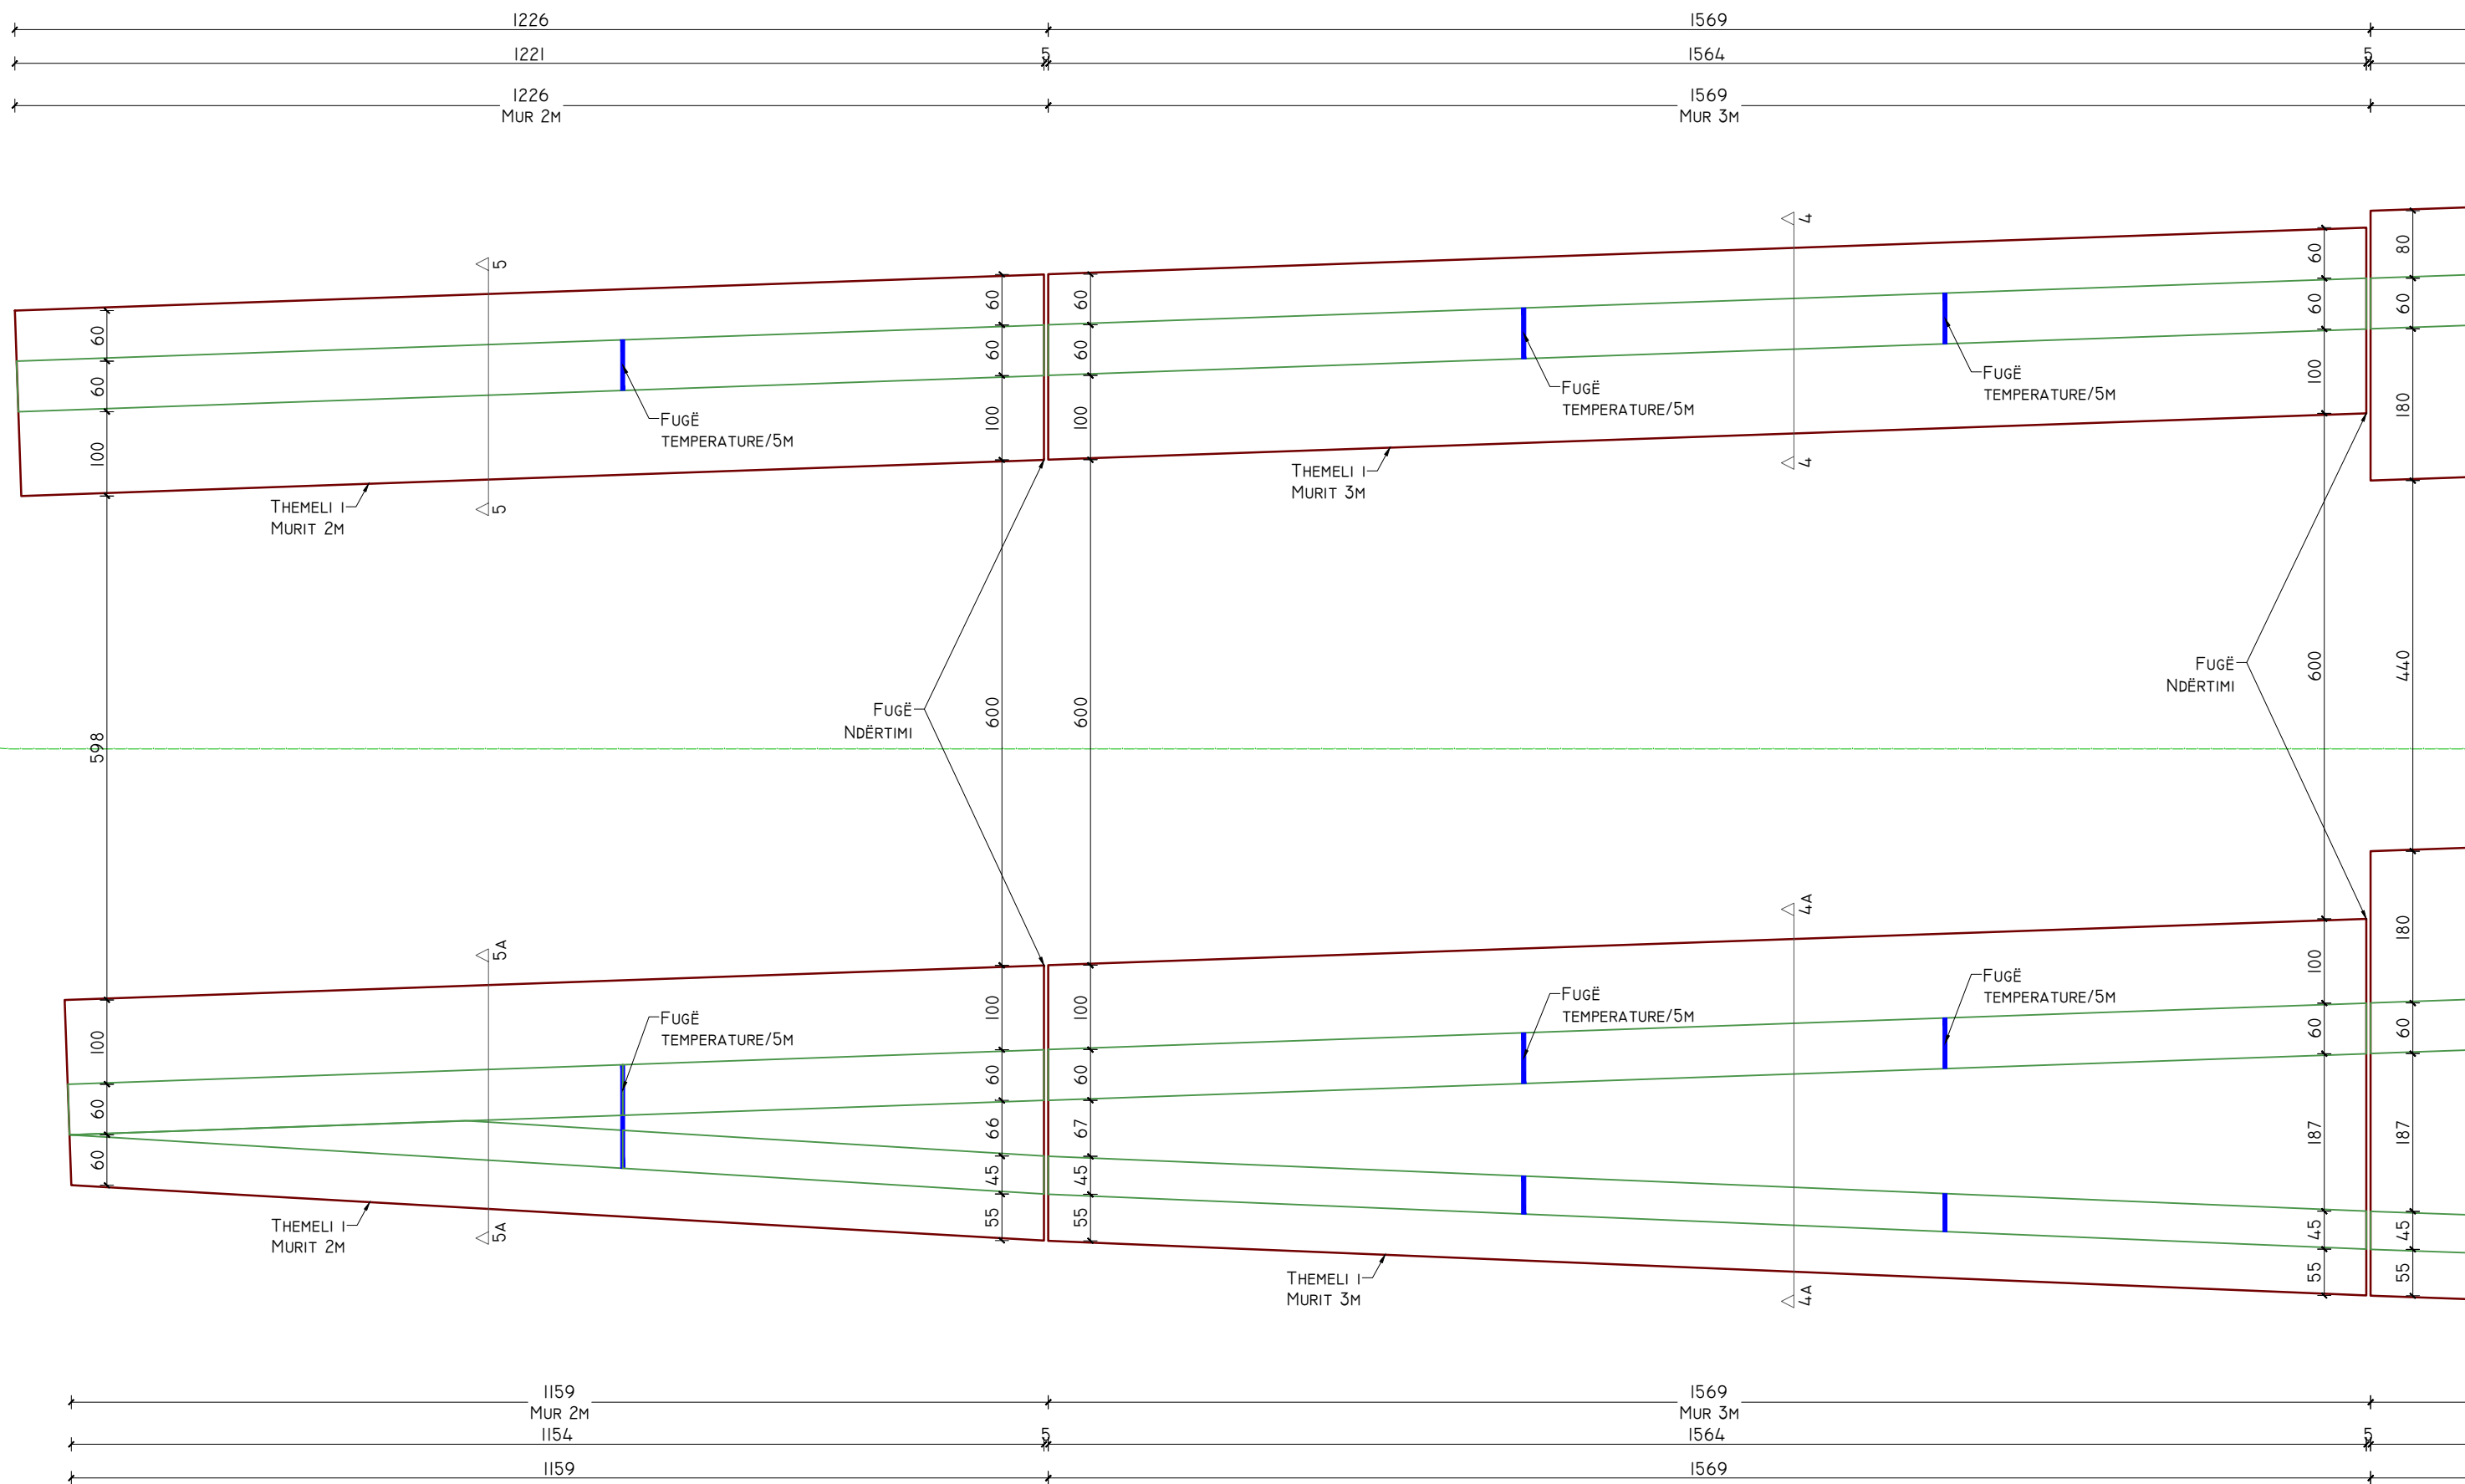 1226
1569
1221
5
1564
5
1226
MUR 2M
1569
MUR 3M
4
80
60
5
60
60
60
60
60
60
60
60
60
FUGË
TEMPERATURE/5M
100
FUGË
TEMPERATURE/5M
180
FUGË
TEMPERATURE/5M
100
100
100
THEMELI I
MURIT 3M
4
THEMELI I
MURIT 2M
5
FUGË
NDËRTIMI
600
440
FUGË
NDËRTIMI
600
600
598
4A
5A
180
100
FUGË
TEMPERATURE/5M
FUGË
TEMPERATURE/5M
100
100
FUGË
TEMPERATURE/5M
100
60
60
60
60
60
66
67
187
187
60
45
45
55
55
THEMELI I
MURIT 2M
5A
45
45
55
55
THEMELI I
MURIT 3M
4A
1159
MUR 2M
1569
MUR 3M
1154
5
1564
5
1159
1569